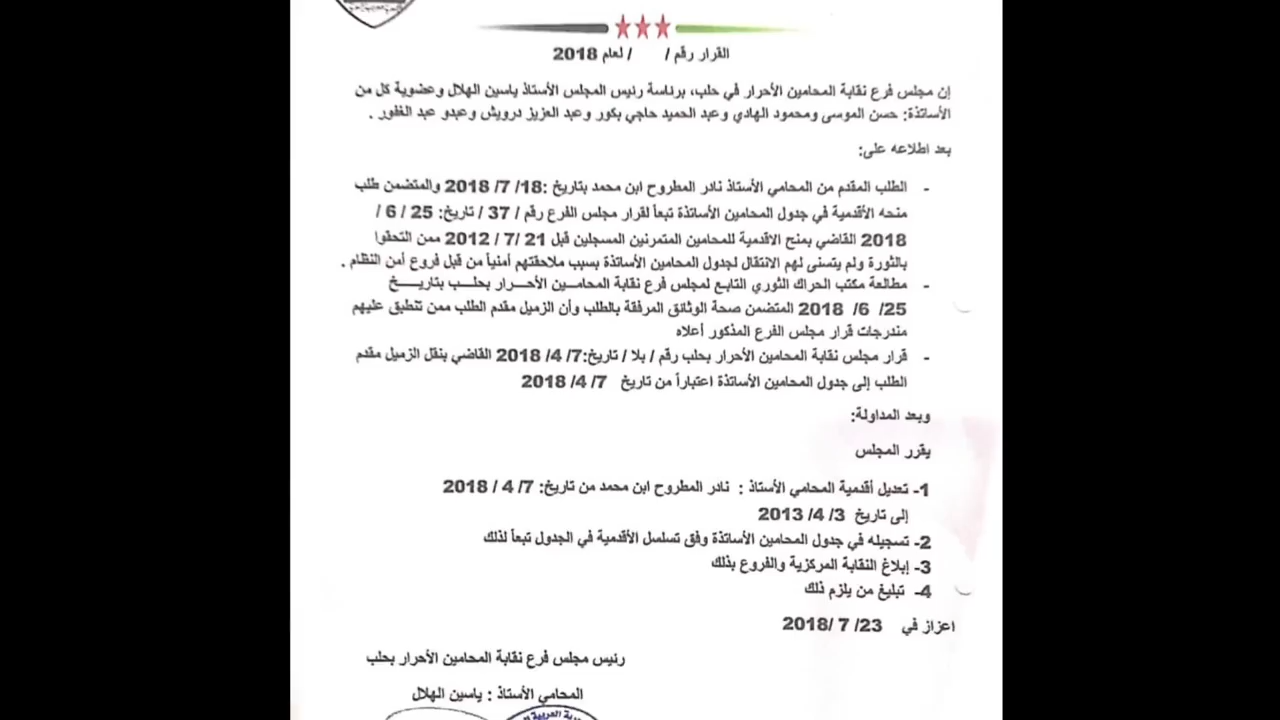 القرار رقم / / لعام 2018
إن مجلس فرع نقابة المحامين الأحرار في حلب، برئاسة رئيس المجلس الأستاذ ياسين الهلال وعضوية كل من
الأساتذة: حسن الموسى ومحمود الهادي وعبد الحميد حاجي بكور وعبد العزيز درويش وعبدو عبد الغفور .
بعد اطلاعه على:
- الطلب المقدم من المحامي الأستاذ نادر المطروح ابن محمد بتاريخ :18/ 7/ 2018 والمتضمن طلب
منحه الأقدمية في جدول المحامين الأساتذة تبعاً لقرار مجلس الفرع رقم / 37 / تاريخ: 25 / 6 /
2018 القاضي بمنح الاقدمية للمحامين المتمرنين المسجلين قبل 21 /7 / 2012 ممن التحقوا
بالثورة ولم يتسنى لهم الانتقال لجدول المحامين الأساتذة بسبب ملاحقتهم أمنياً من قبل فروع أمن النظام .
- مطالعة مكتب الحراك الثوري التابع لمجلس فرع نقابة المحامين الأحرار بحلب بتاريخ
25/ 6/ 2018 المتضمن صحة الوثائق المرفقة بالطلب وأن الزميل مقدم الطلب ممن تنطبق عليهم
مندرجات قرار مجلس الفرع المذكور أعلاه
- قرار مجلس نقابة المحامين الأحرار بحلب رقم / بلا / تاريخ:7/ 4/ 2018 القاضي بنقل الزميل مقدم
الطلب إلى جدول المحامين الأساتذة اعتباراً من تاريخ 7/ 4/ 2018
وبعد المداولة:
يقرر المجلس
1- تعديل أقدمية المحامي الأستاذ : نادر المطروح ابن محمد من تاريخ: 7/ 4 / 2018
إلى تاريخ 3/ 4/ 2013
2- تسجيله في جدول المحامين الأساتذة وفق تسلسل الأقدمية في الجدول تبعاً لذلك
3- إبلاغ النقابة المركزية والفروع بذلك
4- تبليغ من يلزم ذلك
اعزاز في 23/ 7 /2018
رئيس مجلس فرع نقابة المحامين الأحرار بحلب
المحامي الأستاذ : ياسين الهلال